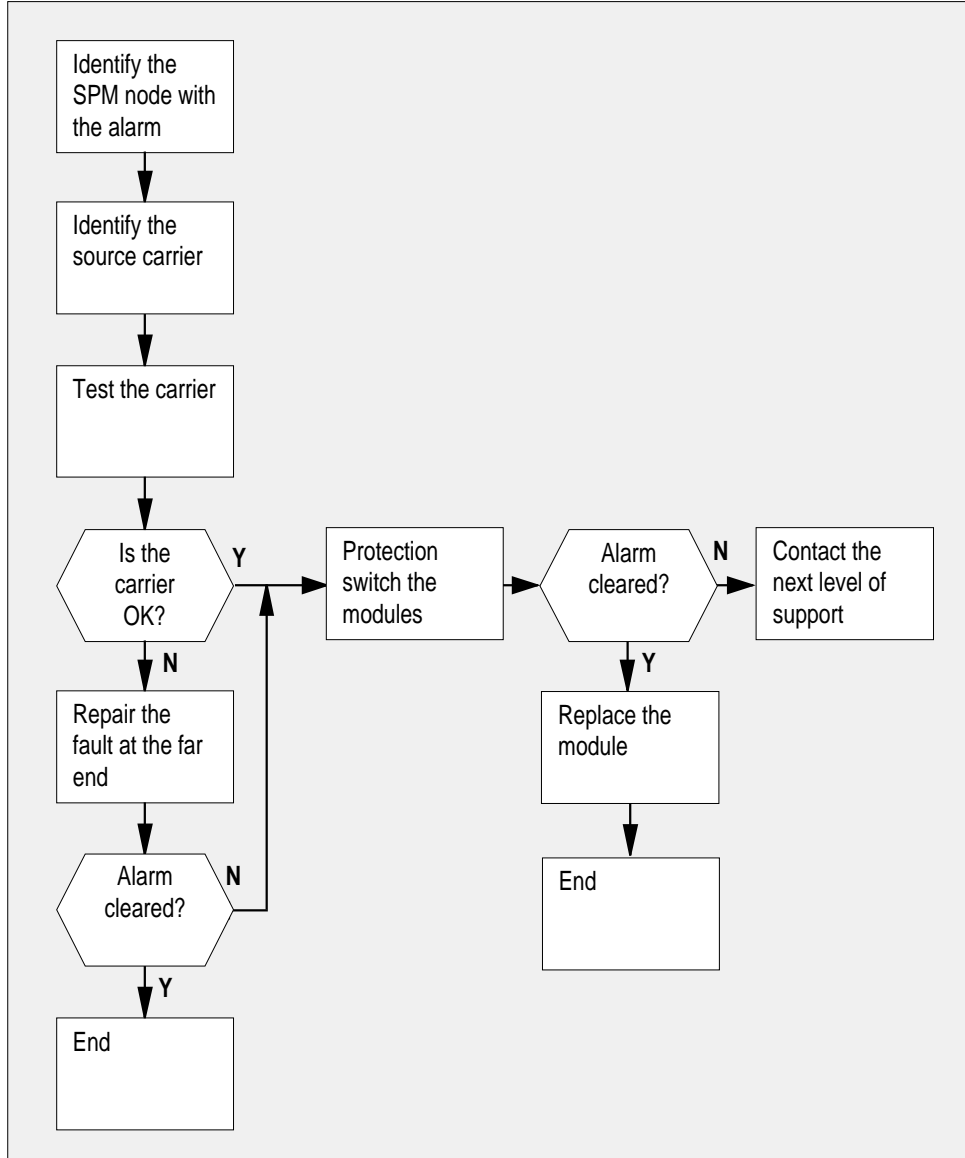 Identify the
SPM node with
the alarm
Identify the
source carrier
Test the carrier
Is the
carrier
OK?
Y
N
Protection
switch the
modules
Alarm
cleared?
N
Y
Contact the
next level of
support
Repair the
fault at the far
end
Replace the
module
Alarm
cleared?
N
Y
End
End